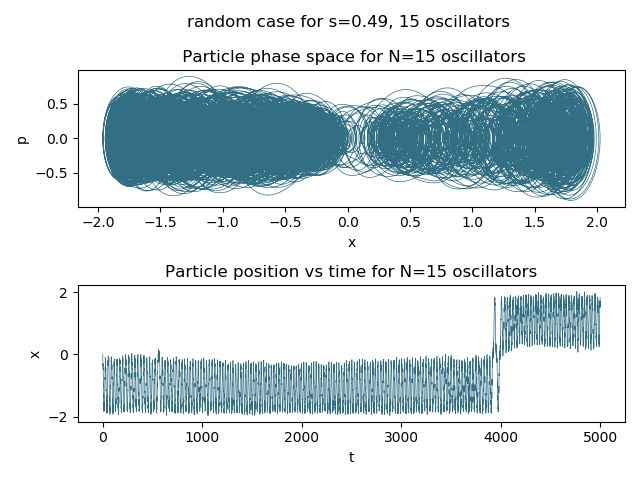 random case for s=0.49, 15 oscillators
Particle phase space for N=15 oscillators
0.5
0.0
−0.5
p
−2.0 −1.5 −1.0 −0.5 0.0 0.5 1.0 1.5 2.0
x
Particle position vs time for N=15 oscillators
2
0
−2
x
0 1000 2000 3000 4000 5000
t